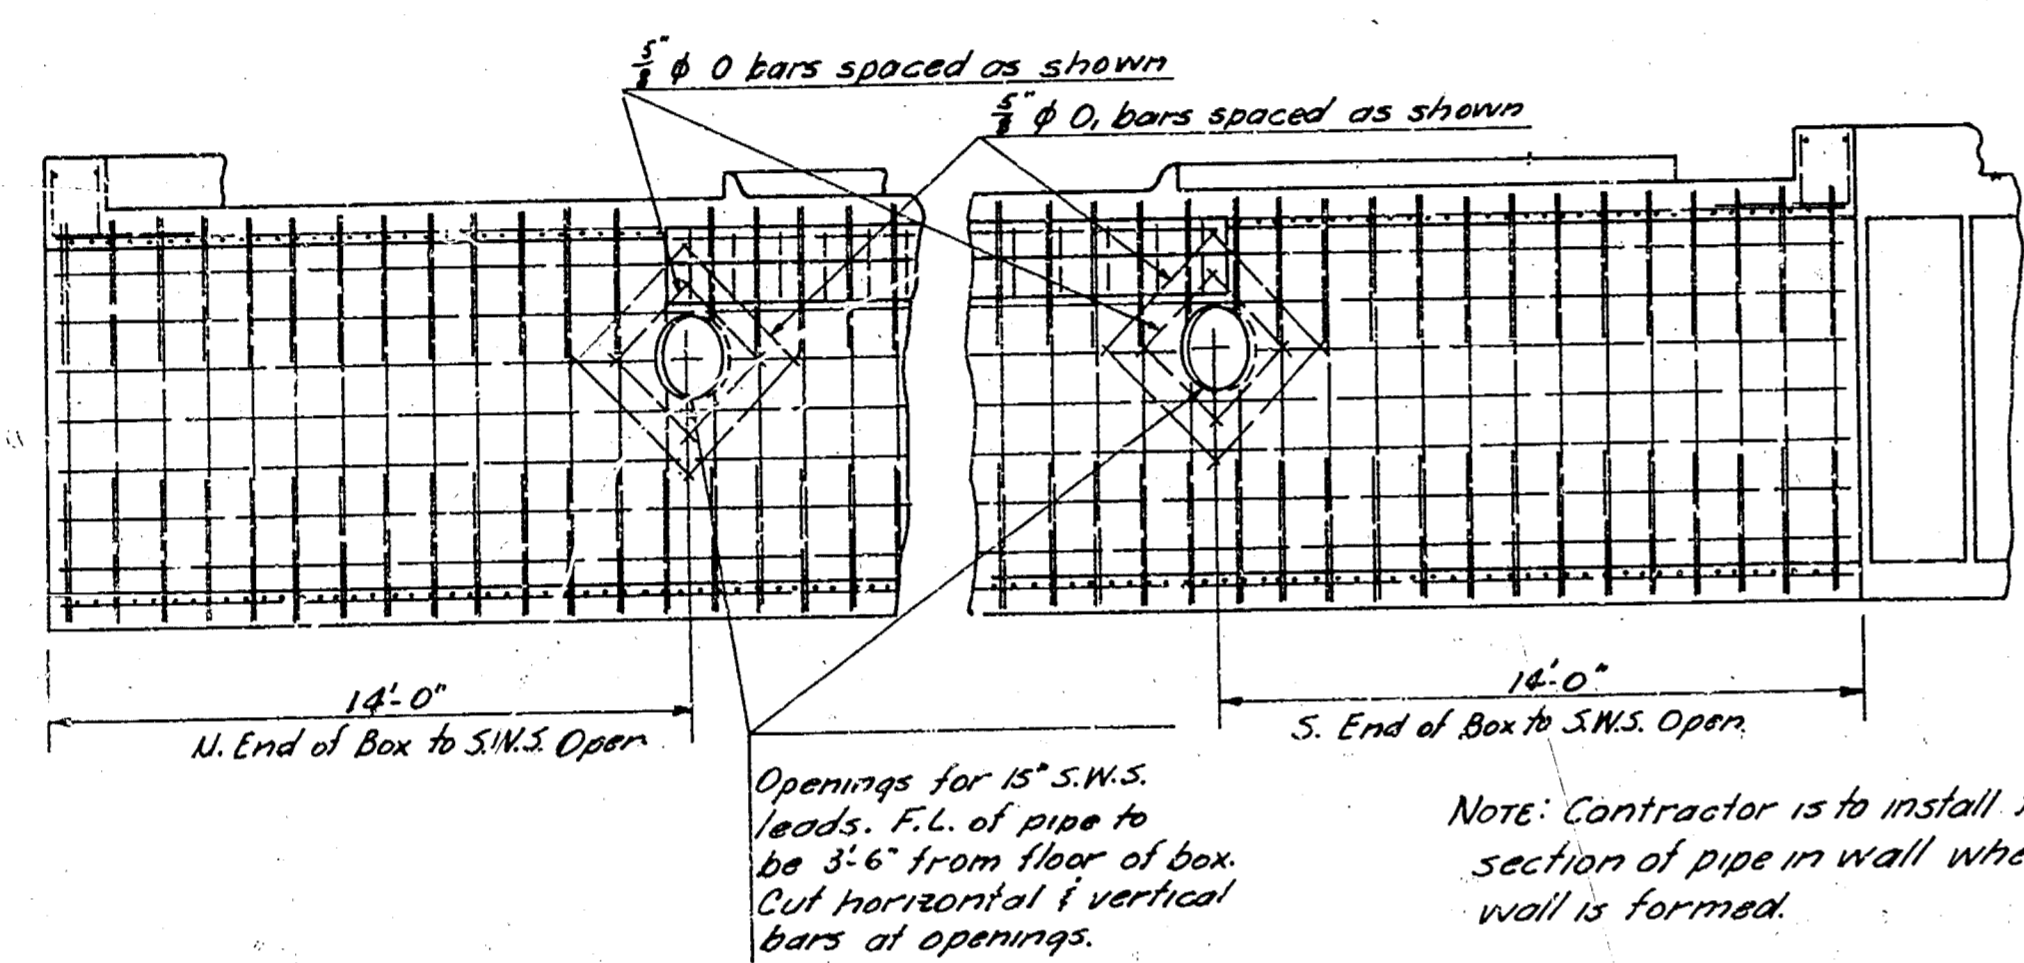 5/8" φ O bars spaced as shown
5/8" φ O, bars spaced as shown
14'-0"
N. End of Box to S.W.S. Open.
14'-0"
S. End of Box to S.W.S. Open.
Openings for 15" S.W.S.
leads. F.L. of pipe to
be 3'-6" from floor of box.
Cut horizontal & vertical
bars at openings.
NOTE: Contractor is to install
section of pipe in wall
wall is formed.